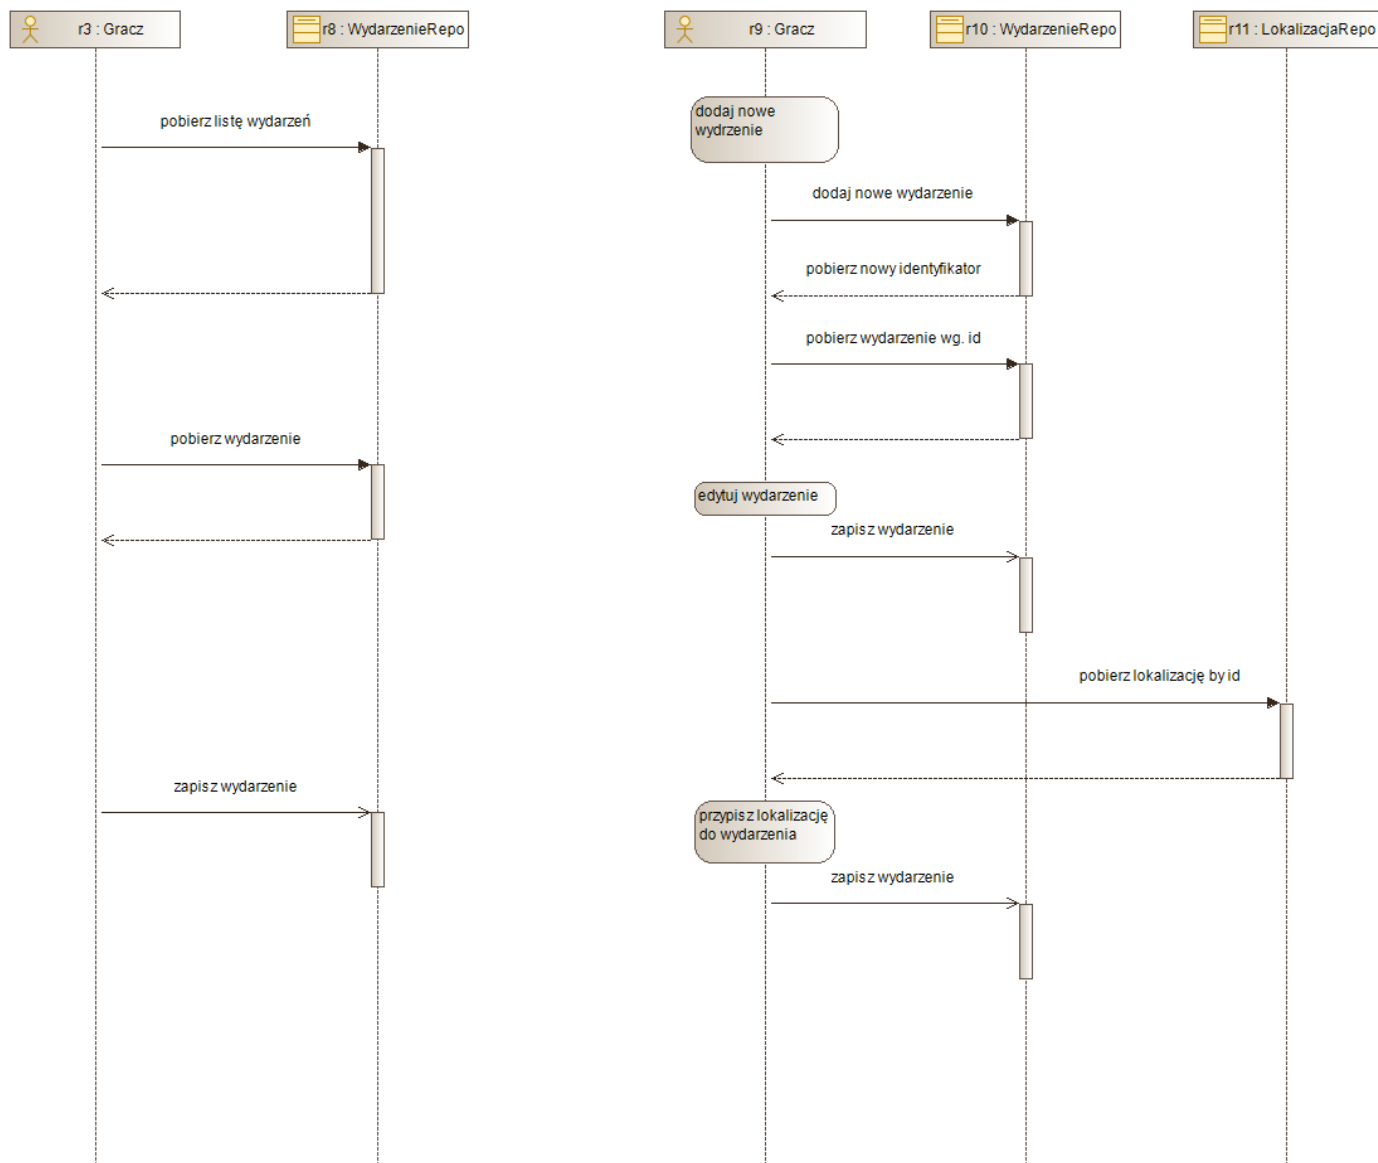 r3 : Gracz
r8 : WydarzenieRepo
r9 : Gracz
r10 : WydarzenieRepo
r11 : LokalizacjaRepo
pobierz listę wydarzeń
pobierz wydarzenie
zapisz wydarzenie
dodaj nowe
wydrzenie
dodaj nowe wydarzenie
pobierz nowy identyfikator
pobierz wydarzenie wg. id
edytuj wydarzenie
zapisz wydarzenie
pobierz lokalizację by id
przypisz lokalizację
do wydarzenia
zapisz wydarzenie